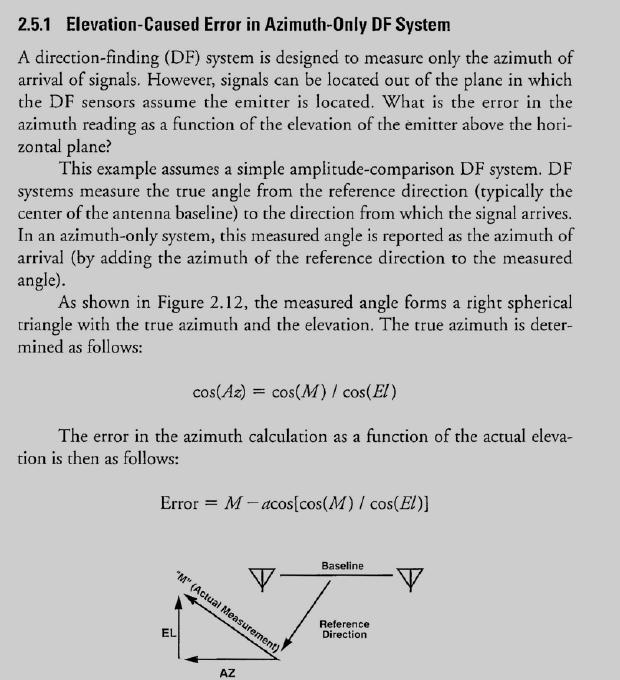 2.5.1 Elevation-Caused Error in Azimuth-Only DF System
A direction-finding (DF) system is designed to measure only the azimuth of
arrival of signals. However, signals can be located out of the plane in which
the DF sensors assume the emitter is located. What is the error in the
azimuth reading as a function of the elevation of the emitter above the hori-
zontal plane?
This example assumes a simple amplitude-comparison DF system. DF
systems measure the true angle from the reference direction (typically the
center of the antenna baseline) to the direction from which the signal arrives.
In an azimuth-only system, this measured angle is reported as the azimuth of
arrival (by adding the azimuth of the reference direction to the measured
angle).
As shown in Figure 2.12, the measured angle forms a right spherical
triangle with the true azimuth and the elevation. The true azimuth is deter-
mined as follows:
cos(Az) = cos(M) / cos(El)
The error in the azimuth calculation as a function of the actual eleva-
tion is then as follows:
Error = M – acos[cos(M) / cos(El)]
Baseline
"M" (Actual Measurement)
Reference
Direction
EL
AZ